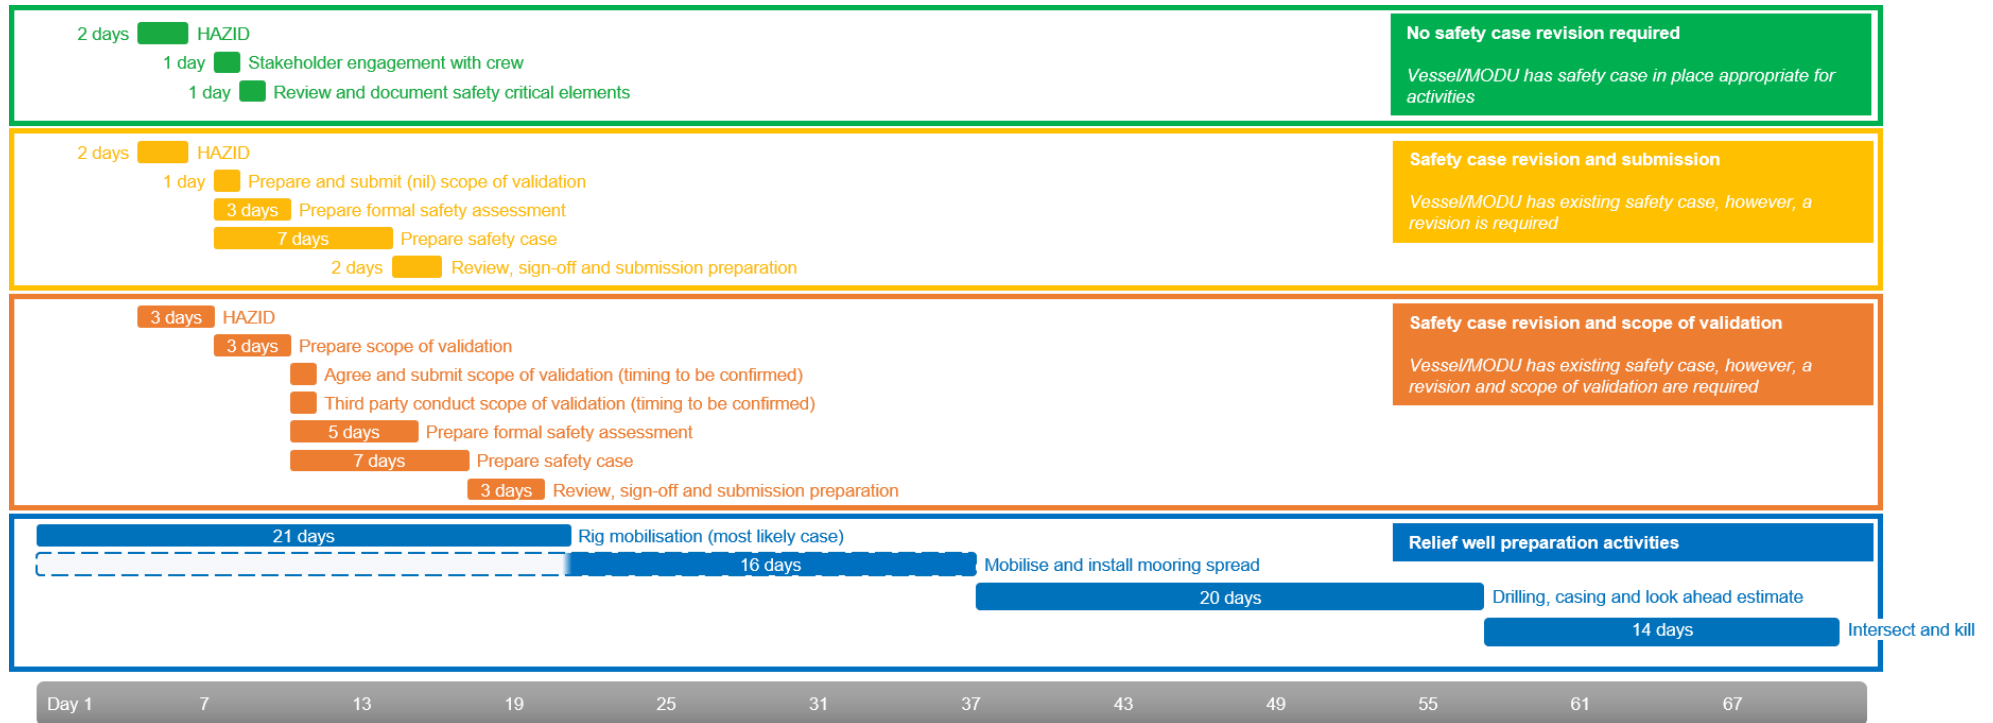 2 days HAZID
1 day Stakeholder engagement with crew
1 day Review and document safety critical elements
No safety case revision required
Vessel/MODU has safety case in place appropriate for
activities
2 days HAZID
1 day Prepare and submit (nil) scope of validation
3 days Prepare formal safety assessment
7 days Prepare safety case
2 days Review, sign-off and submission preparation
Safety case revision and submission
Vessel/MODU has existing safety case, however, a
revision is required
3 days HAZID
3 days Prepare scope of validation
Agree and submit scope of validation (timing to be confirmed)
Third party conduct scope of validation (timing to be confirmed)
5 days Prepare formal safety assessment
7 days Prepare safety case
3 days Review, sign-off and submission preparation
Safety case revision and scope of validation
Vessel/MODU has existing safety case, however, a
revision and scope of validation are required
21 days Rig mobilisation (most likely case)
16 days Mobilise and install mooring spread
20 days Drilling, casing and look ahead estimate
14 days Intersect and kill
Relief well preparation activities
Day 1 7 13 19 25 31 37 43 49 55 61 67